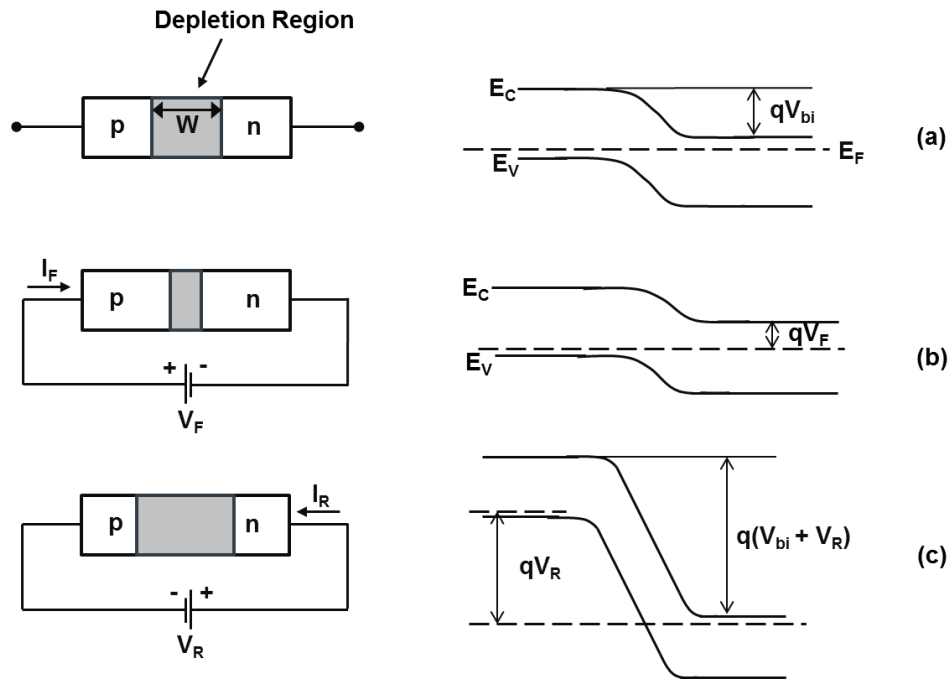 Depletion Region
p W n
E_C
qV_bi
E_F
E_V
(a)
I_F
p n
+ -
V_F
E_C
qV_F
E_V
(b)
I_R
p n
- +
V_R
qV_R
q(V_bi + V_R)
(c)